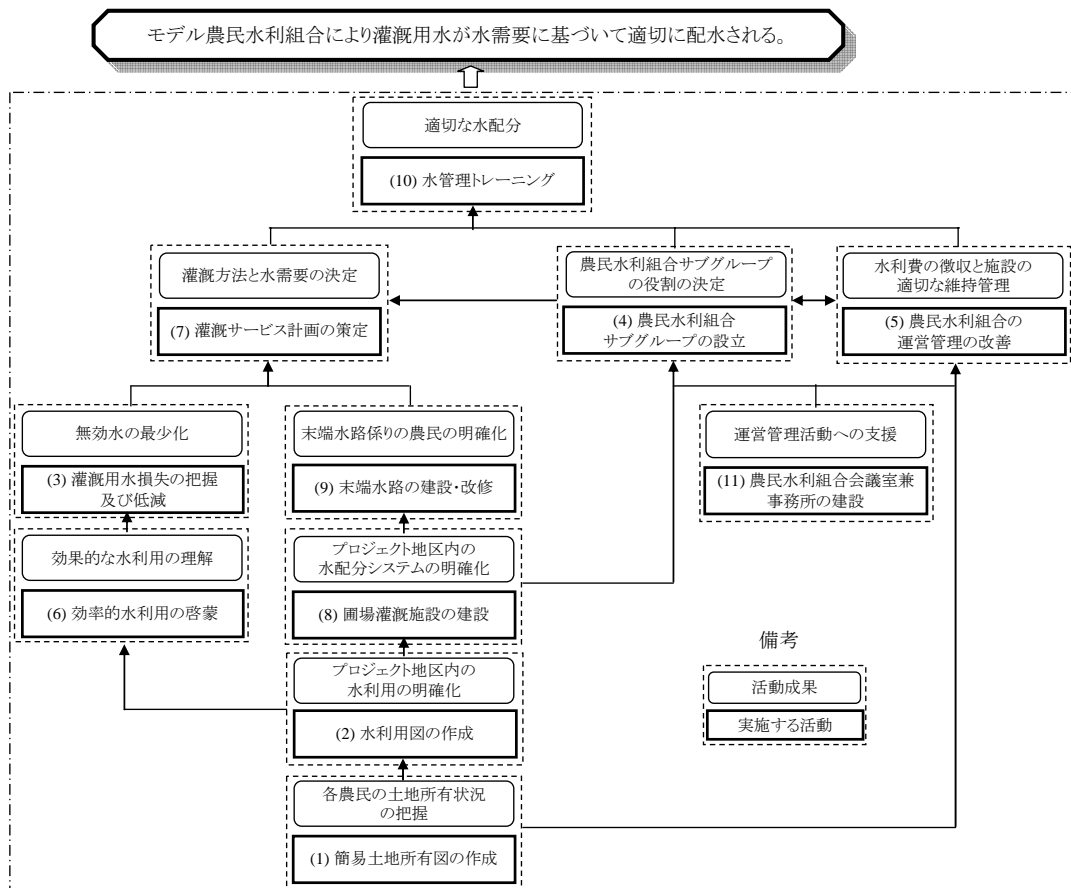 モデル農民水利組合により灌漑用水が水需要に基づいて適切に配水される。
適切な水配分
(10) 水管理トレーニング
灌漑方法と水需要の決定
(7) 灌漑サービス計画の策定
農民水利組合サブグループ
の役割の決定
(4) 農民水利組合
サブグループの設立
水利費の徴収と施設の
適切な維持管理
(5) 農民水利組合の
運営管理の改善
無効水の最少化
(3) 灌漑用水損失の把握
及び低減
末端水路係りの農民の明確化
(9) 末端水路の建設・改修
運営管理活動への支援
(11) 農民水利組合会議室兼
事務所の建設
効果的な水利用の理解
(6) 効率的水利用の啓蒙
プロジェクト地区内の
水配分システムの明確化
(8) 圃場灌漑施設の建設
プロジェクト地区内の
水利用の明確化
(2) 水利用図の作成
各農民の土地所有状況
の把握
(1) 簡易土地所有図の作成
備考
活動成果
実施する活動